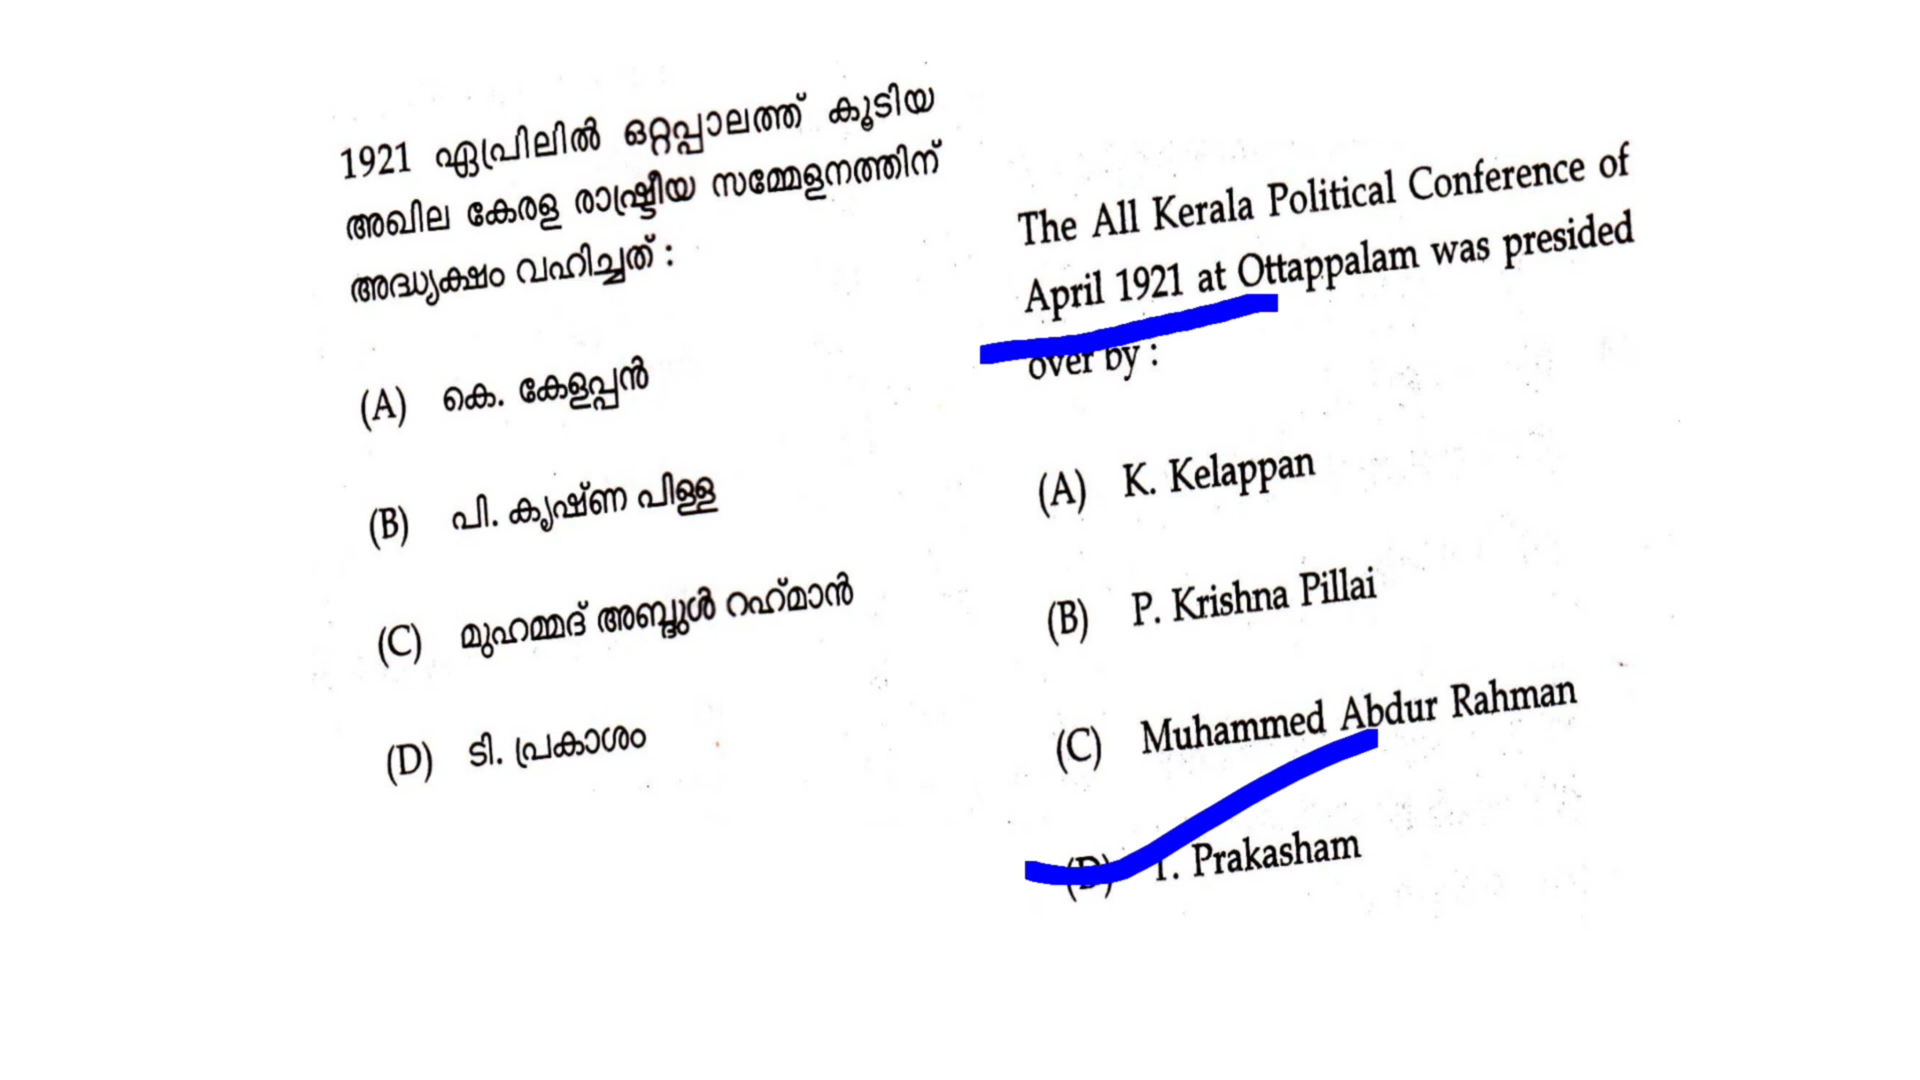 1921 ഏപ്രിലിൽ ഒറ്റപ്പാലത്ത് കൂടിയ
അഖില കേരള രാഷ്ട്രീയ സമ്മേളനത്തിന്
അദ്ധ്യക്ഷം വഹിച്ചത് :
(A) കെ. കേളപ്പൻ
(B) പി. കൃഷ്ണ പിള്ള
(C) മുഹമ്മദ് അബ്ദുൾ റഹ്‌മാൻ
(D) ടി. പ്രകാശം
The All Kerala Political Conference of
April 1921 at Ottappalam was presided
over by :
(A) K. Kelappan
(B) P. Krishna Pillai
(C) Muhammed Abdur Rahman
(D) T. Prakasham